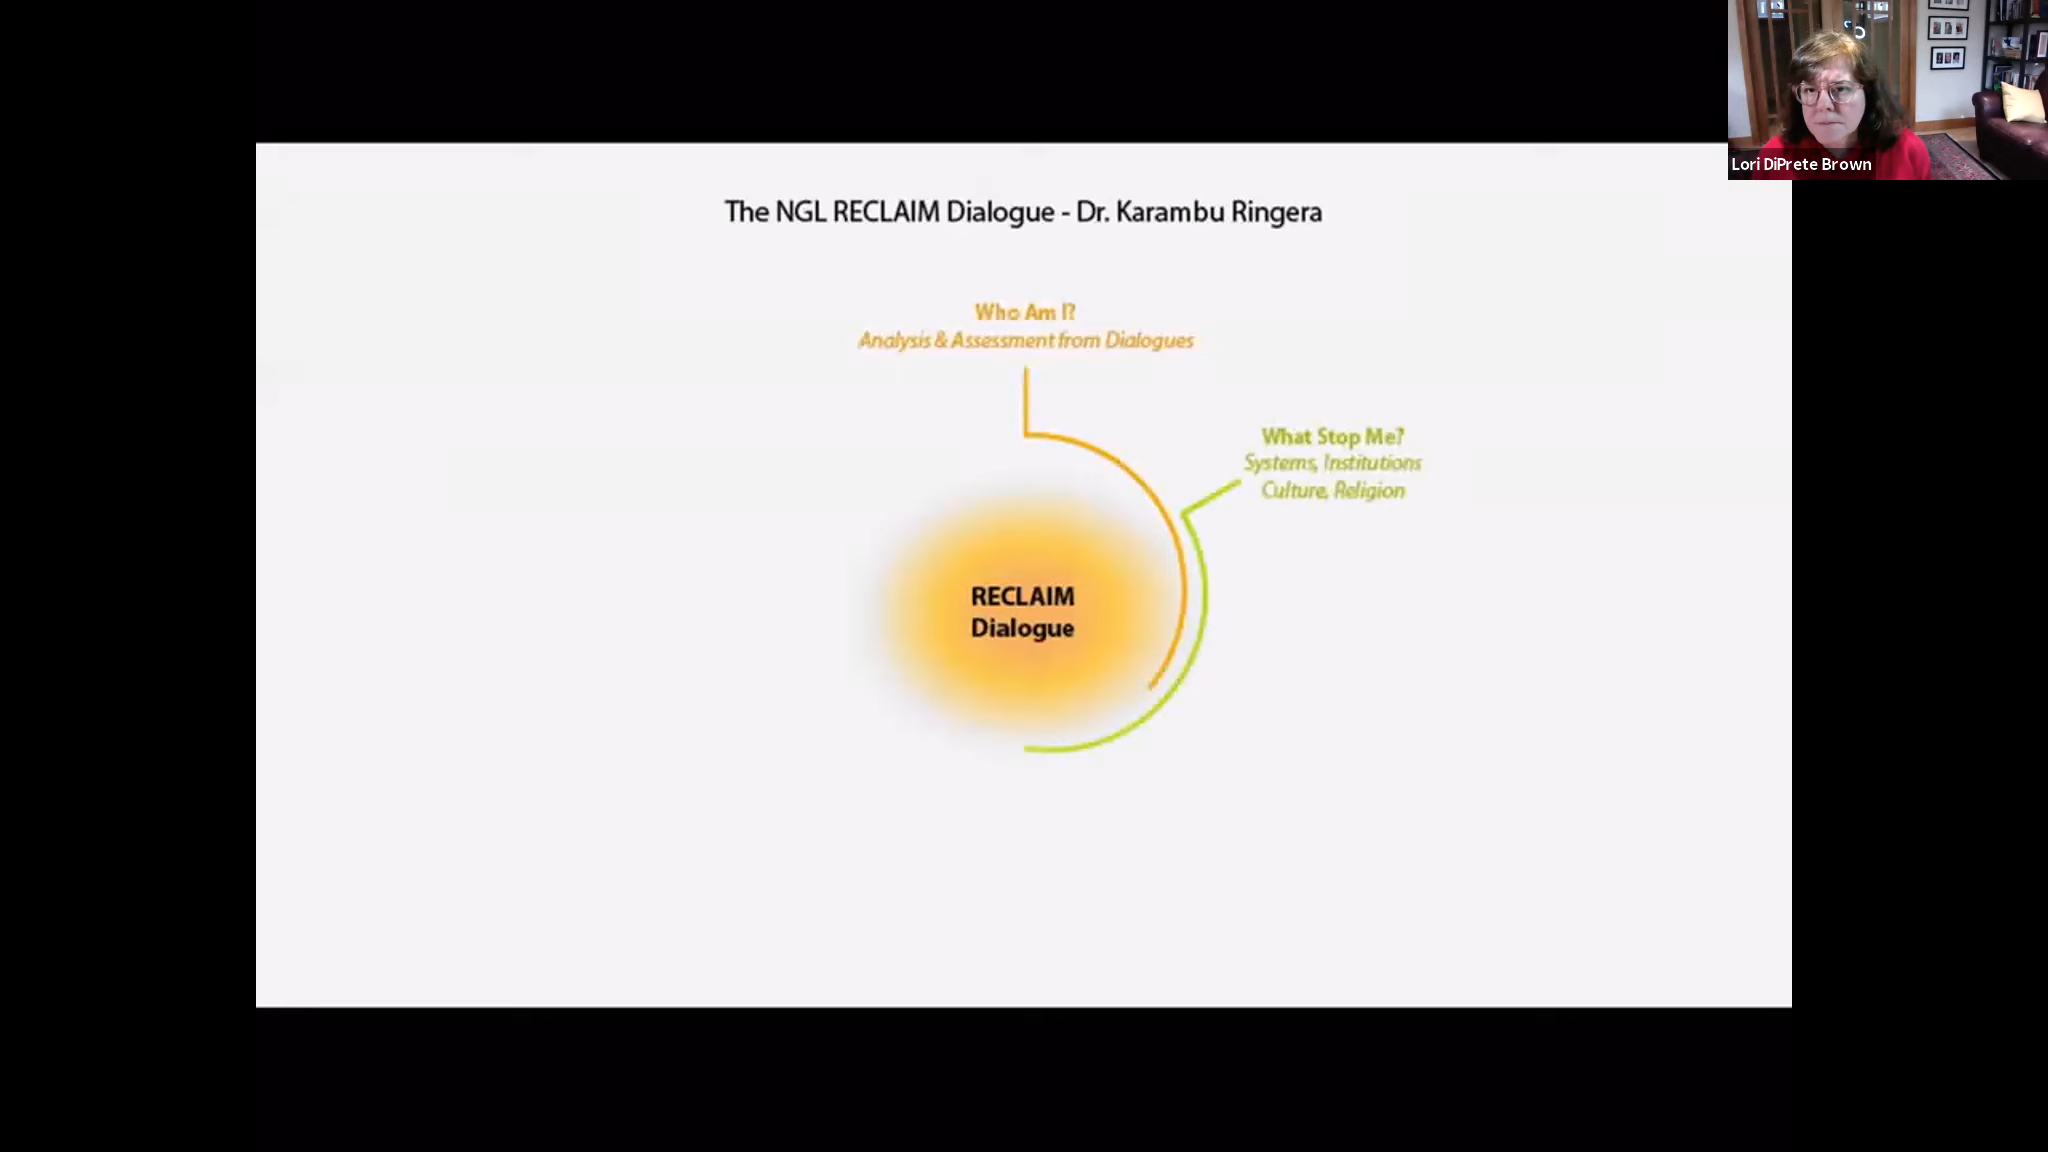 Lori DiPrete Brown
The NGL RECLAIM Dialogue - Dr. Karambu Ringera
Who Am I?
Analysis & Assessment from Dialogues
What Stop Me?
Systems, Institutions
Culture, Religion
RECLAIM
Dialogue